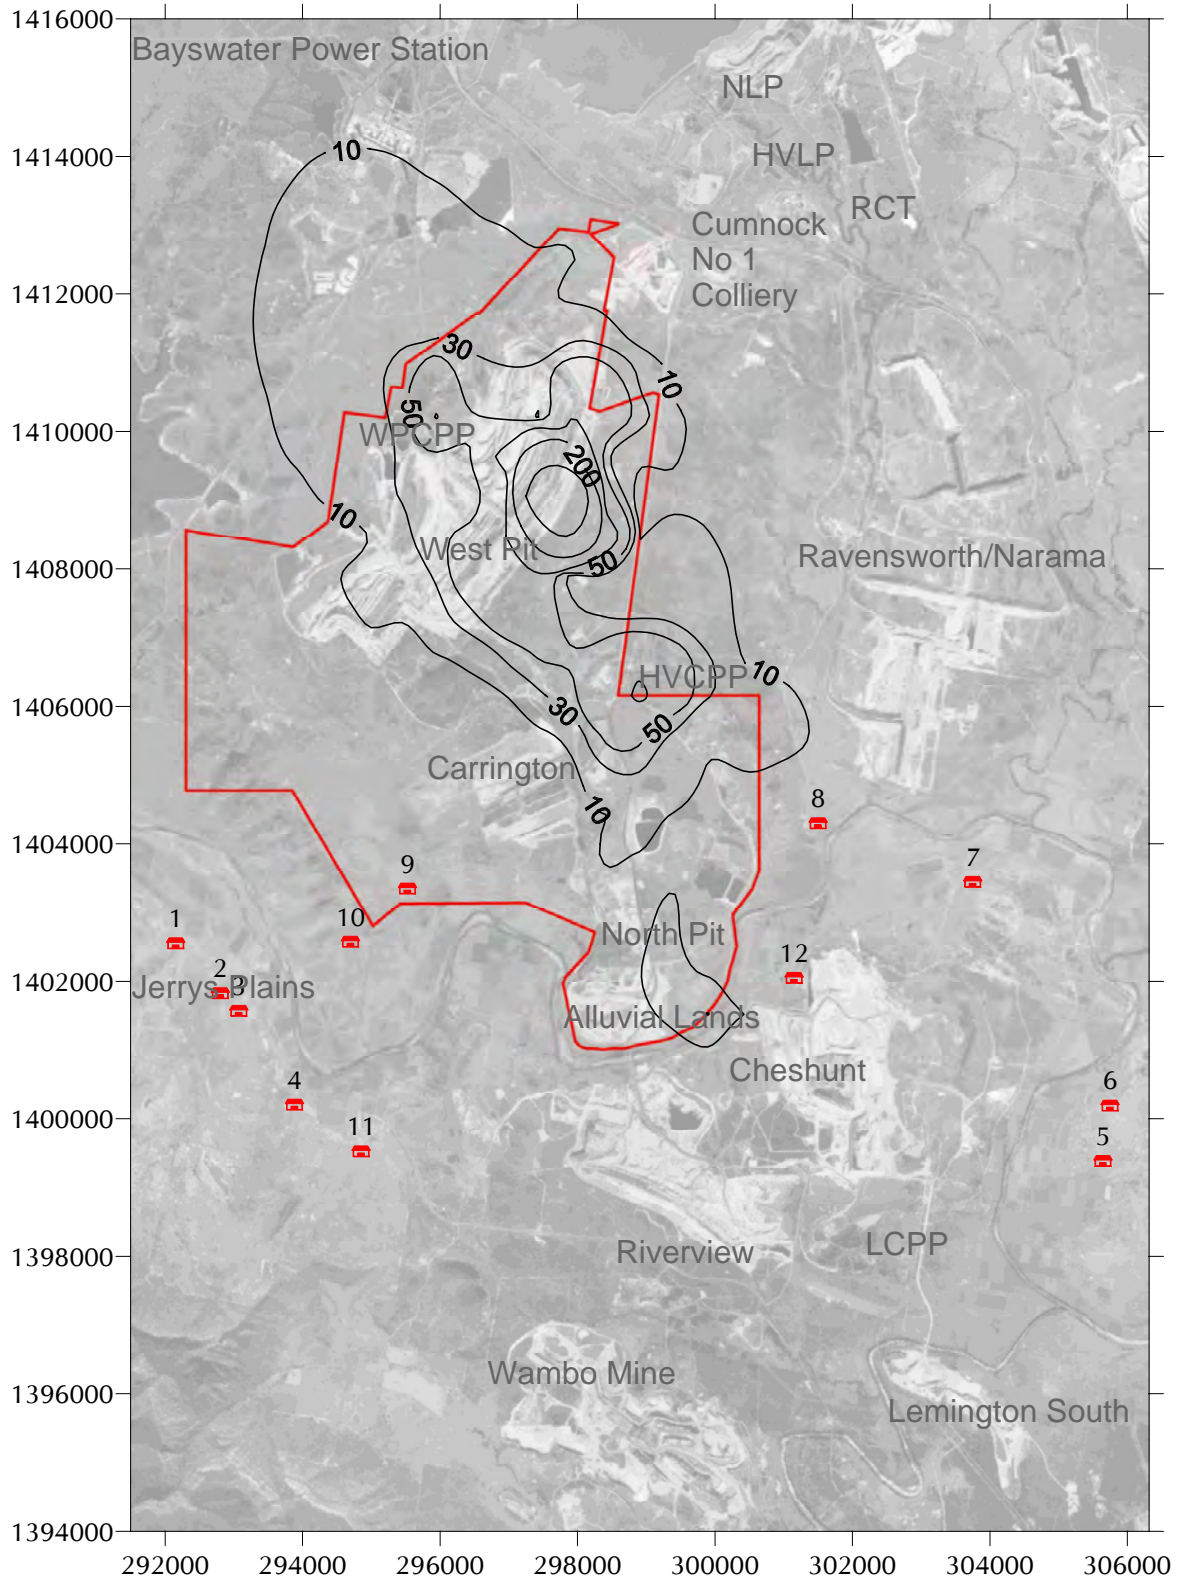 1416000
Bayswater Power Station
NLP
1414000
10
HVLP
RCT
Cumnock
No 1
Colliery
1412000
30
10
50
1410000
WPCPP
200
10
West Pit
50
Ravensworth/Narama
1408000
HVCPP
10
1406000
30
50
Carrington
10
8
1404000
9
7
1
10
North Pit
12
2
3
1402000
Jerrys Plains
Alluvial Lands
Cheshunt
4
6
1400000
11
5
LCPP
Riverview
1398000
Wambo Mine
1396000
Lemington South
1394000
292000 294000 296000 298000 300000 302000 304000 306000